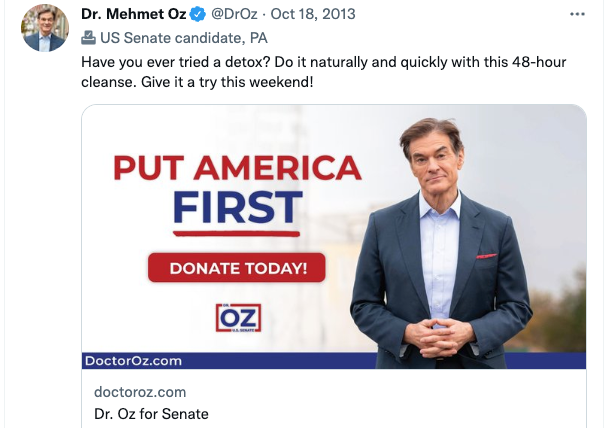 Dr. Mehmet Oz @DrOz · Oct 18, 2013
US Senate candidate, PA
Have you ever tried a detox? Do it naturally and quickly with this 48-hour
cleanse. Give it a try this weekend!
PUT AMERICA
FIRST
DONATE TODAY!
DR.
OZ
U.S. SENATE
DoctorOz.com
doctoroz.com
Dr. Oz for Senate